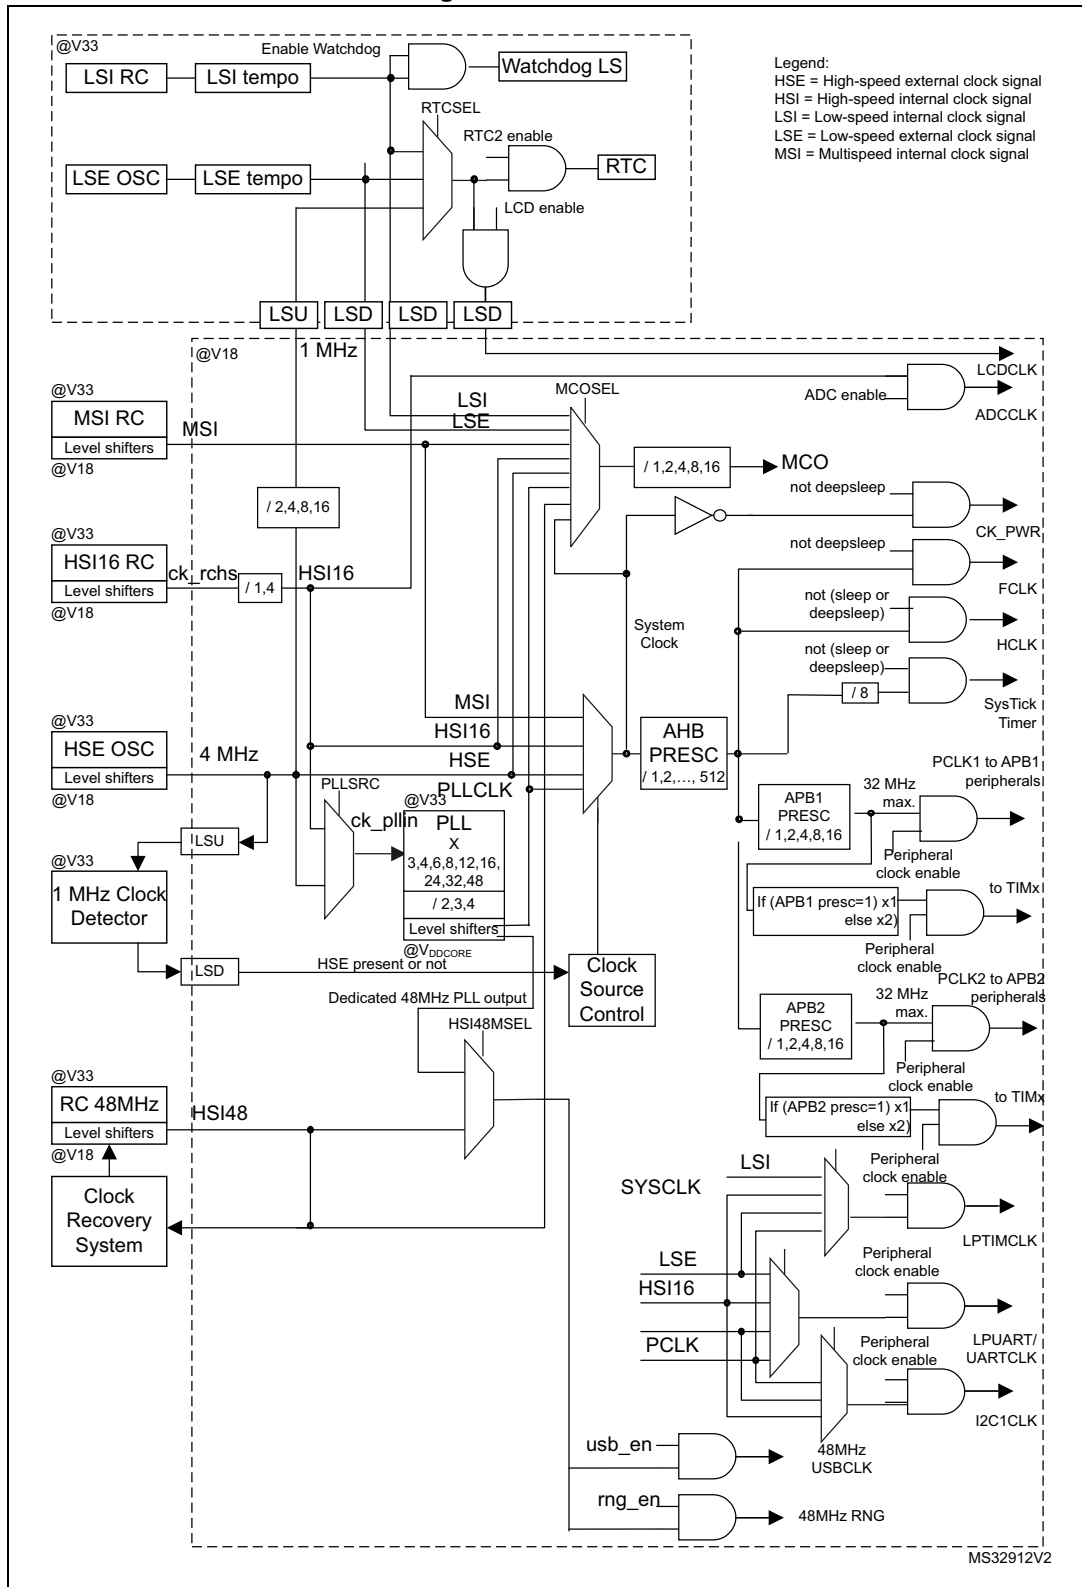 @V33
Enable Watchdog
LSI RC
LSI tempo
Watchdog LS
Legend:
HSE = High-speed external clock signal
HSI = High-speed internal clock signal
LSI = Low-speed internal clock signal
LSE = Low-speed external clock signal
MSI = Multispeed internal clock signal
RTCSEL
RTC2 enable
LSE OSC
LSE tempo
RTC
LCD enable
LSU
LSD
LSD
LSD
@V18
1 MHz
LCDCLK
@V33
MSI RC
Level shifters
@V18
MSI
LSI
LSE
MCOSEL
ADC enable
ADCCLK
/ 1,2,4,8,16
MCO
/ 2,4,8,16
not deepsleep
CK_PWR
@V33
HSI16 RC
Level shifters
@V18
ck_rchs
/ 1,4
HSI16
not deepsleep
FCLK
not (sleep or
deepsleep)
HCLK
System
Clock
not (sleep or
deepsleep)
/ 8
SysTick
Timer
MSI
HSI16
HSE
PLLCLK
@V33
HSE OSC
Level shifters
@V18
4 MHz
AHB
PRESC
/ 1,2,..., 512
PLLSRC
ck_pllin
@V33
PLL
X
3,4,6,8,12,16,
24,32,48
/ 2,3,4
Level shifters
@VDDCORE
PCLK1 to APB1
peripherals
32 MHz
max.
APB1
PRESC
/ 1,2,4,8,16
Peripheral
clock enable
LSU
@V33
1 MHz Clock
Detector
LSD
HSE present or not
Clock
Source
Control
If (APB1 presc=1) x1
else x2)
to TIMx
Peripheral
clock enable
PCLK2 to APB2
peripherals
32 MHz
max.
APB2
PRESC
/ 1,2,4,8,16
Peripheral
clock enable
Dedicated 48MHz PLL output
HSI48MSEL
@V33
RC 48MHz
Level shifters
@V18
HSI48
If (APB2 presc=1) x1
else x2)
to TIMx
Peripheral
clock enable
Clock
Recovery
System
LSI
SYSCLK
LPTIMCLK
LSE
HSI16
PCLK
Peripheral
clock enable
LPUART/
UARTCLK
Peripheral
clock enable
I2C1CLK
usb_en
48MHz
USBCLK
rng_en
48MHz RNG
MS32912V2